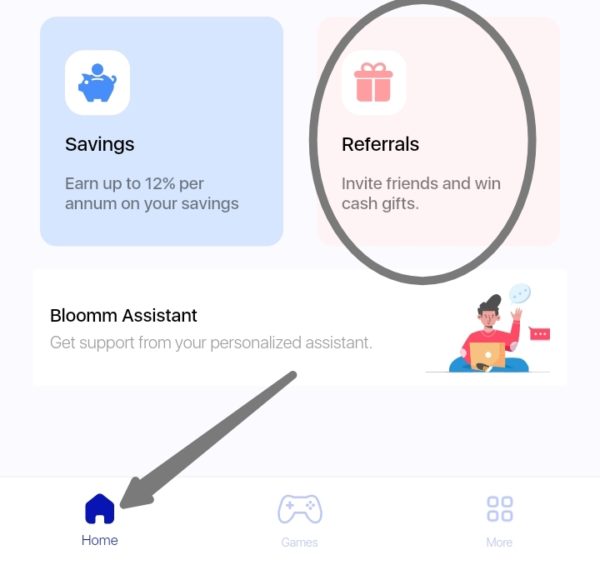 Savings
Referrals
Earn up to 12% per
annum on your savings
Invite friends and win
cash gifts.
Bloomm Assistant
Get support from your personalized assistant.
Home
Games
More